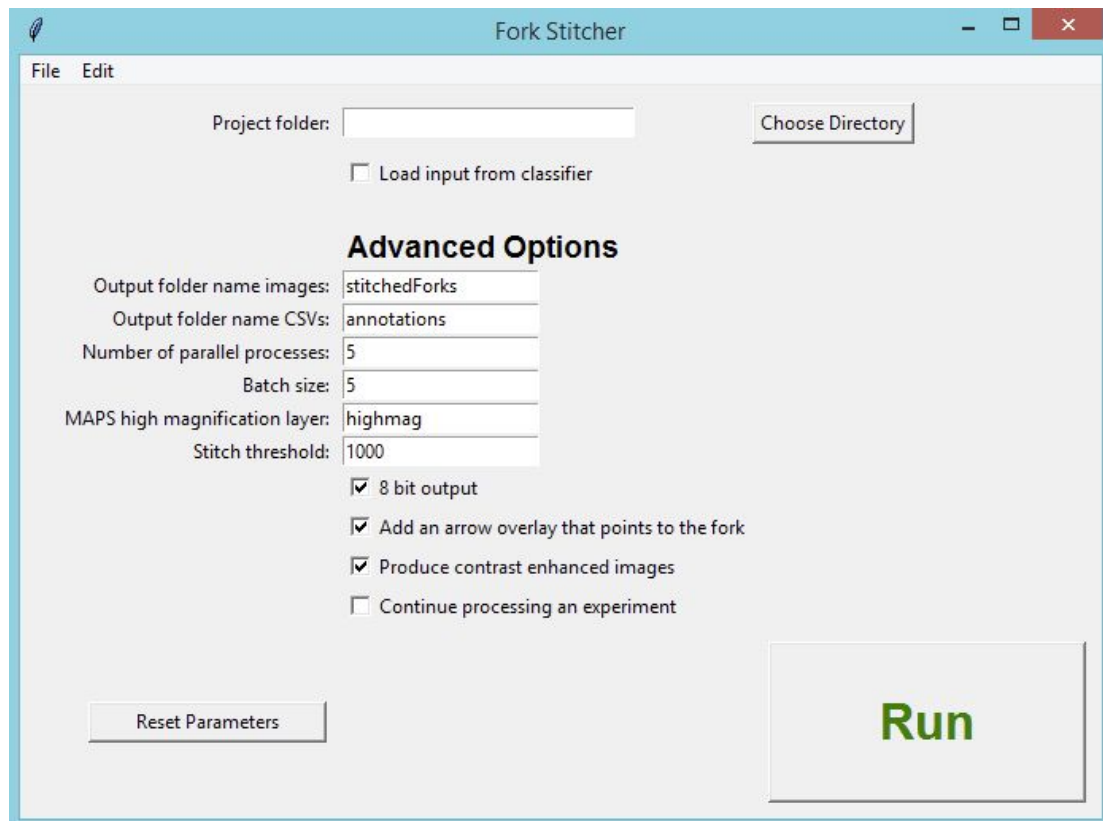 Fork Stitcher
File Edit
Project folder: Choose Directory
Load input from classifier
Advanced Options
Output folder name images: stitchedForks
Output folder name CSVs: annotations
Number of parallel processes: 5
Batch size: 5
MAPS high magnification layer: highmag
Stitch threshold: 1000
8 bit output
Add an arrow overlay that points to the fork
Produce contrast enhanced images
Continue processing an experiment
Reset Parameters Run